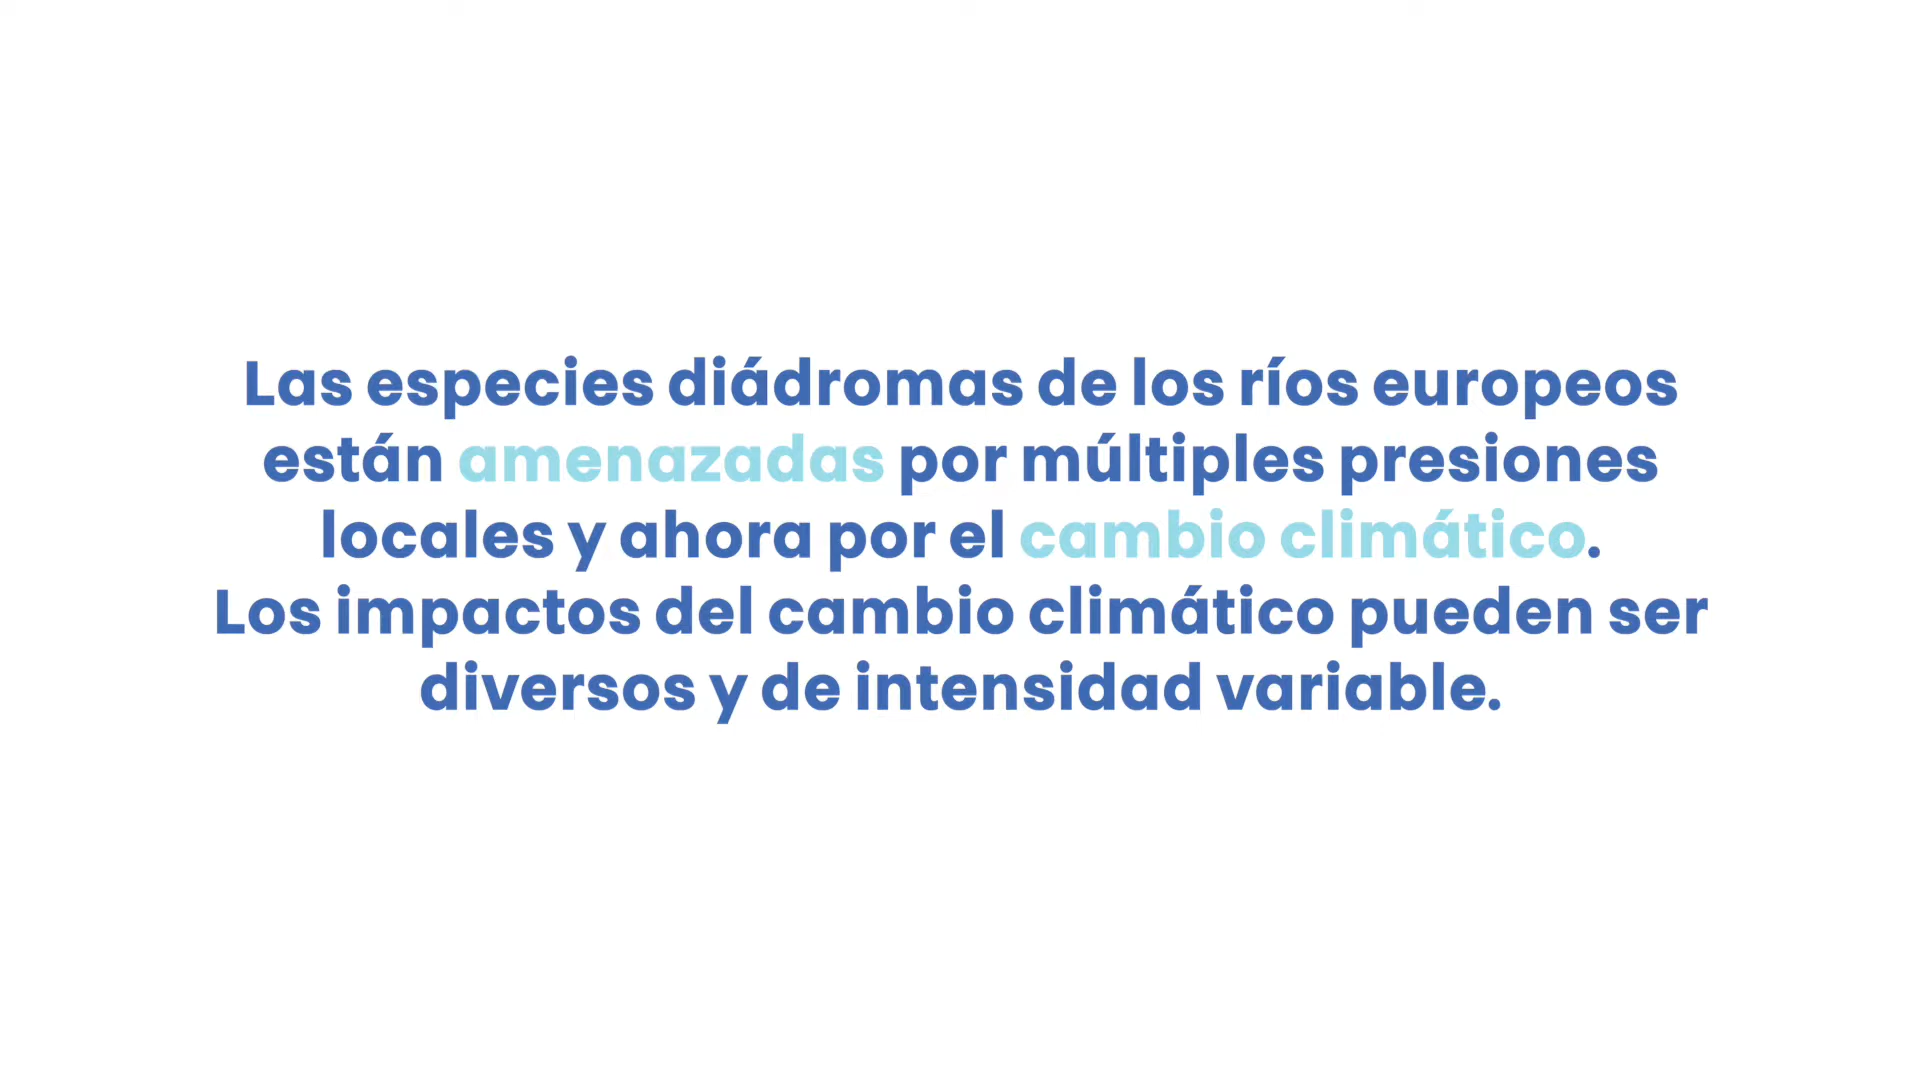 Las especies diádromas de los ríos europeos
están amenazadas por múltiples presiones
locales y ahora por el cambio climático.
Los impactos del cambio climático pueden ser
diversos y de intensidad variable.